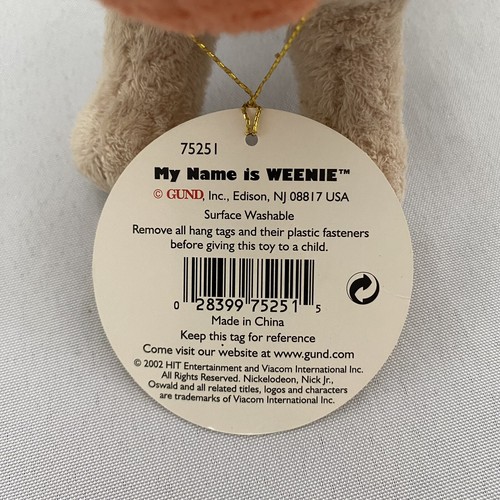 75251
My Name is WEENIE™
© GUND, Inc., Edison, NJ 08817 USA
Surface Washable
Remove all hang tags and their plastic fasteners
before giving this toy to a child.
0 28399 75251 5
Made in China
Keep this tag for reference
Come visit our website at www.gund.com
© 2002 HIT Entertainment and Viacom International Inc.
All Rights Reserved. Nickelodeon, Nick Jr.,
Oswald and all related titles, logos and characters
are trademarks of Viacom International Inc.